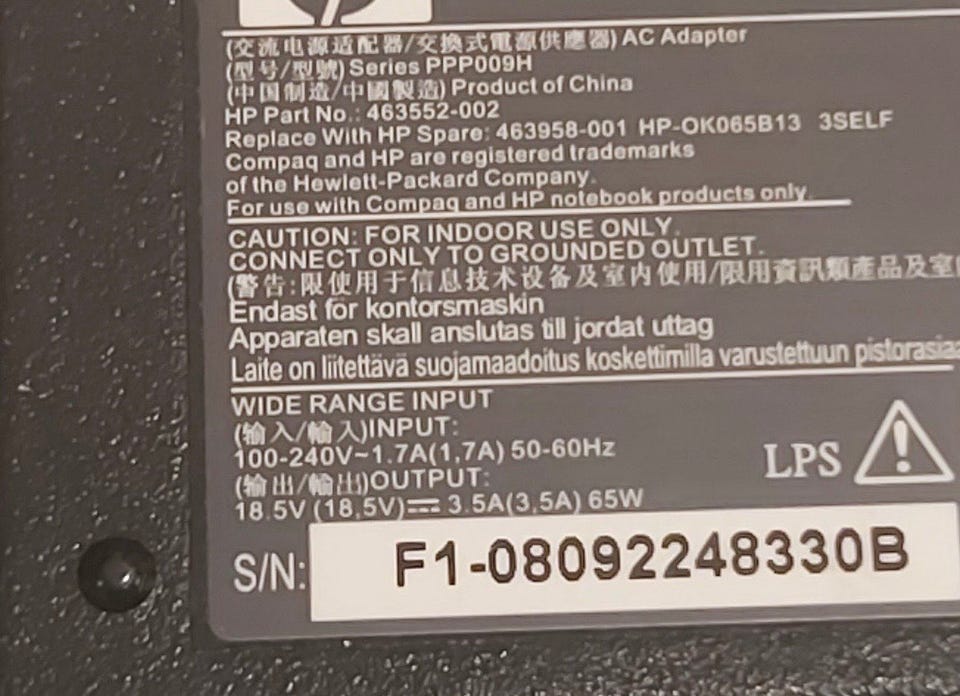 (交流电源适配器/交換式電源供應器) AC Adapter
(型号/型號) Series PPP009H
(中国制造/中國製造) Product of China
HP Part No.: 463552-002
Replace With HP Spare: 463958-001 HP-OK065B13 3SELF
Compaq and HP are registered trademarks
of the Hewlett-Packard Company.
For use with Compaq and HP notebook products only.
CAUTION: FOR INDOOR USE ONLY.
CONNECT ONLY TO GROUNDED OUTLET.
(警告:限使用于信息技术设备及室内使用/限用資訊類產品及室
Endast för kontorsmaskin
Apparaten skall anslutas till jordat uttag
Laite on liitettävä suojamaadoitus koskettimilla varustettuun pistorasiaa
WIDE RANGE INPUT
(输入/輸入)INPUT:
100-240V~1.7A(1,7A) 50-60Hz
(输出/輸出)OUTPUT:
18.5V (18,5V)⎓ 3.5A(3,5A) 65W
LPS
S/N: F1-08092248330B